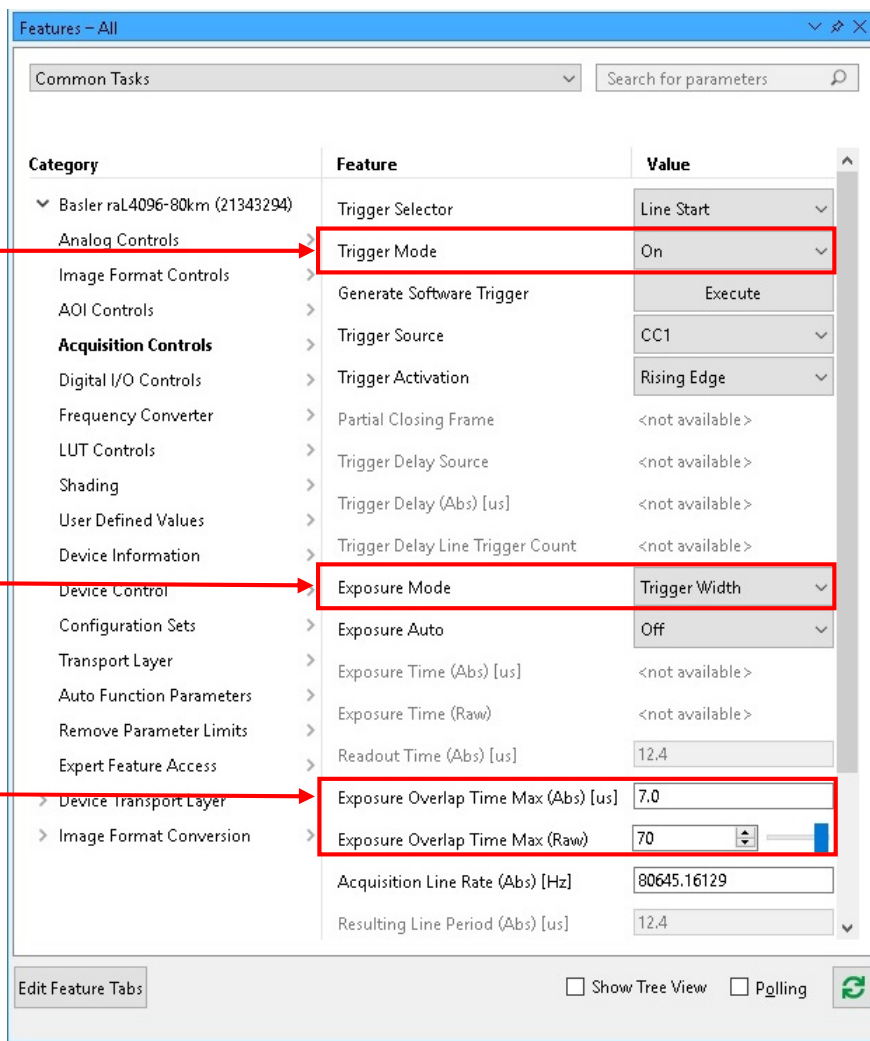 Features – All
Common Tasks
Search for parameters
Category
Feature
Value
Basler raL4096-80km (21343294)
Analog Controls
Image Format Controls
AOI Controls
Acquisition Controls
Digital I/O Controls
Frequency Converter
LUT Controls
Shading
User Defined Values
Device Information
Device Control
Configuration Sets
Transport Layer
Auto Function Parameters
Remove Parameter Limits
Expert Feature Access
Device Transport Layer
Image Format Conversion
Trigger Selector Line Start
Trigger Mode On
Generate Software Trigger Execute
Trigger Source CC1
Trigger Activation Rising Edge
Partial Closing Frame <not available>
Trigger Delay Source <not available>
Trigger Delay (Abs) [us] <not available>
Trigger Delay Line Trigger Count <not available>
Exposure Mode Trigger Width
Exposure Auto Off
Exposure Time (Abs) [us] <not available>
Exposure Time (Raw) <not available>
Readout Time (Abs) [us] 12.4
Exposure Overlap Time Max (Abs) [us] 7.0
Exposure Overlap Time Max (Raw) 70
Acquisition Line Rate (Abs) [Hz] 80645.16129
Resulting Line Period (Abs) [us] 12.4
Edit Feature Tabs
Show Tree View
Polling